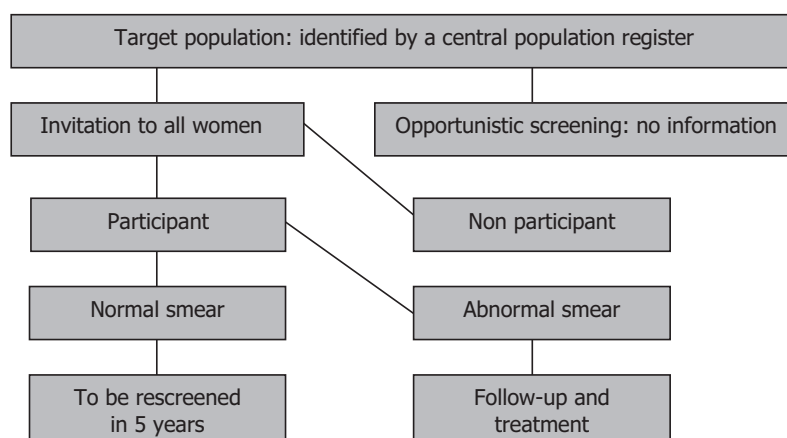 Target population: identified by a central population register
Invitation to all women
Opportunistic screening: no information
Participant
Non participant
Normal smear
Abnormal smear
To be rescreened
in 5 years
Follow-up and
treatment